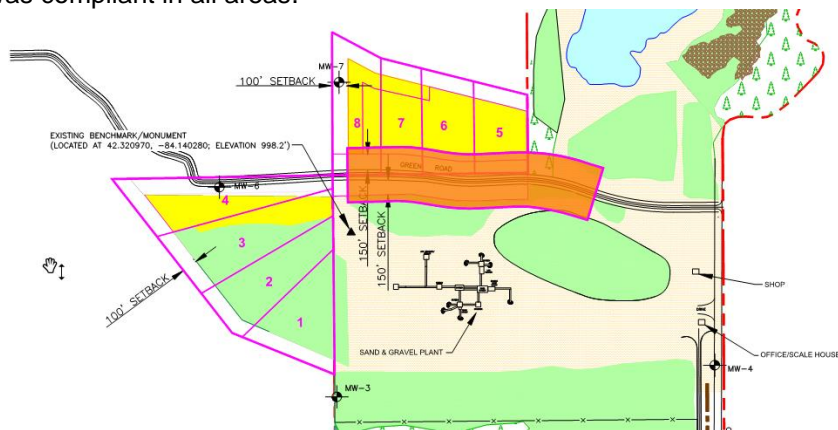 was compliant in all areas.
MW-7
100' SETBACK
8
7
6
5
EXISTING BENCHMARK/MONUMENT
(LOCATED AT 42.320970, -84.140280; ELEVATION 998.2')
GREEN ROAD
MW-6
4
150' SETBACK
150' SETBACK
3
2
1
100' SETBACK
SHOP
SAND & GRAVEL PLANT
OFFICE/SCALE HOUSE
MW-4
MW-3